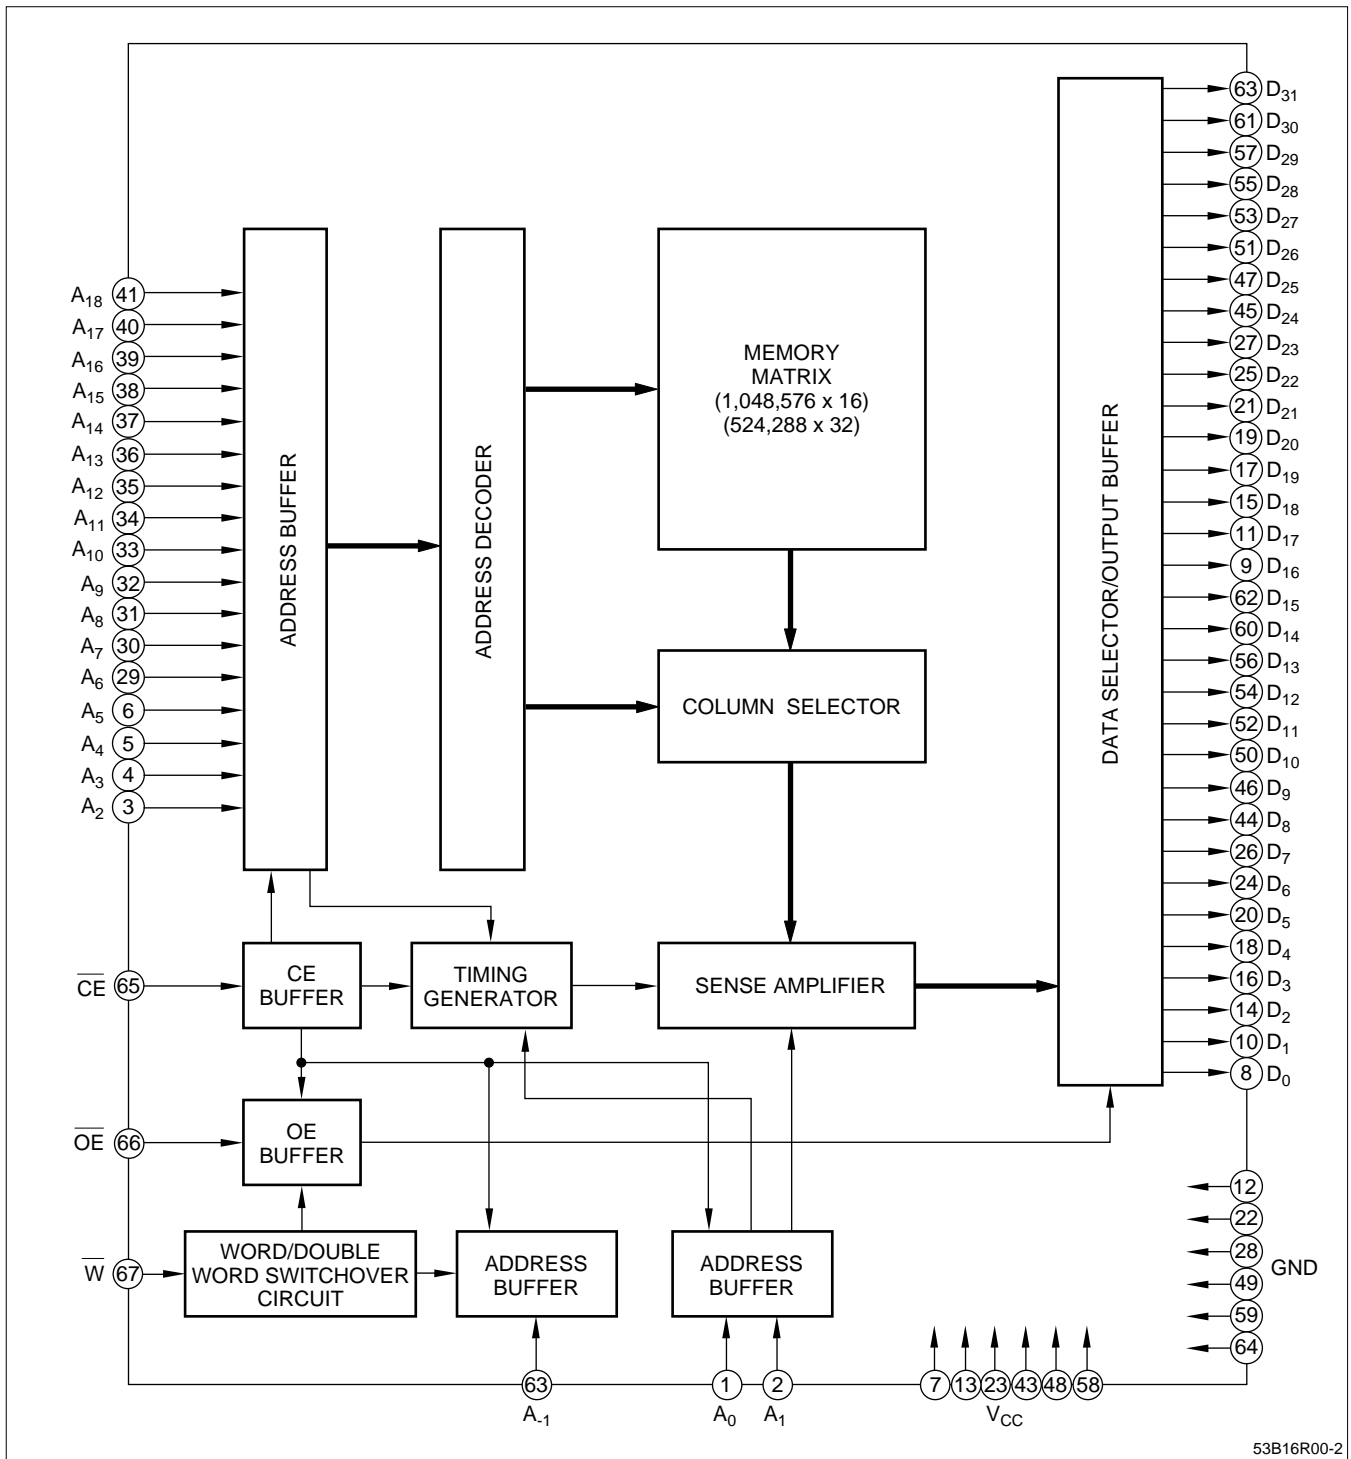 63 D31
61 D30
57 D29
55 D28
53 D27
51 D26
47 D25
45 D24
27 D23
25 D22
21 D21
19 D20
17 D19
15 D18
11 D17
9 D16
62 D15
60 D14
56 D13
54 D12
52 D11
50 D10
46 D9
44 D8
26 D7
24 D6
20 D5
18 D4
16 D3
14 D2
10 D1
8 D0
A18 41
A17 40
A16 39
A15 38
A14 37
A13 36
A12 35
A11 34
A10 33
A9 32
A8 31
A7 30
A6 29
A5 6
A4 5
A3 4
A2 3
ADDRESS BUFFER
ADDRESS DECODER
MEMORY
MATRIX
(1,048,576 x 16)
(524,288 x 32)
COLUMN SELECTOR
DATA SELECTOR/OUTPUT BUFFER
C̅E̅ 65
CE
BUFFER
TIMING
GENERATOR
SENSE AMPLIFIER
O̅E̅ 66
OE
BUFFER
W̅ 67
WORD/DOUBLE
WORD SWITCHOVER
CIRCUIT
ADDRESS
BUFFER
ADDRESS
BUFFER
12
22
28
49
59
64
GND
63
A-1
1
A0
2
A1
7 13 23 43 48 58
VCC
53B16R00-2